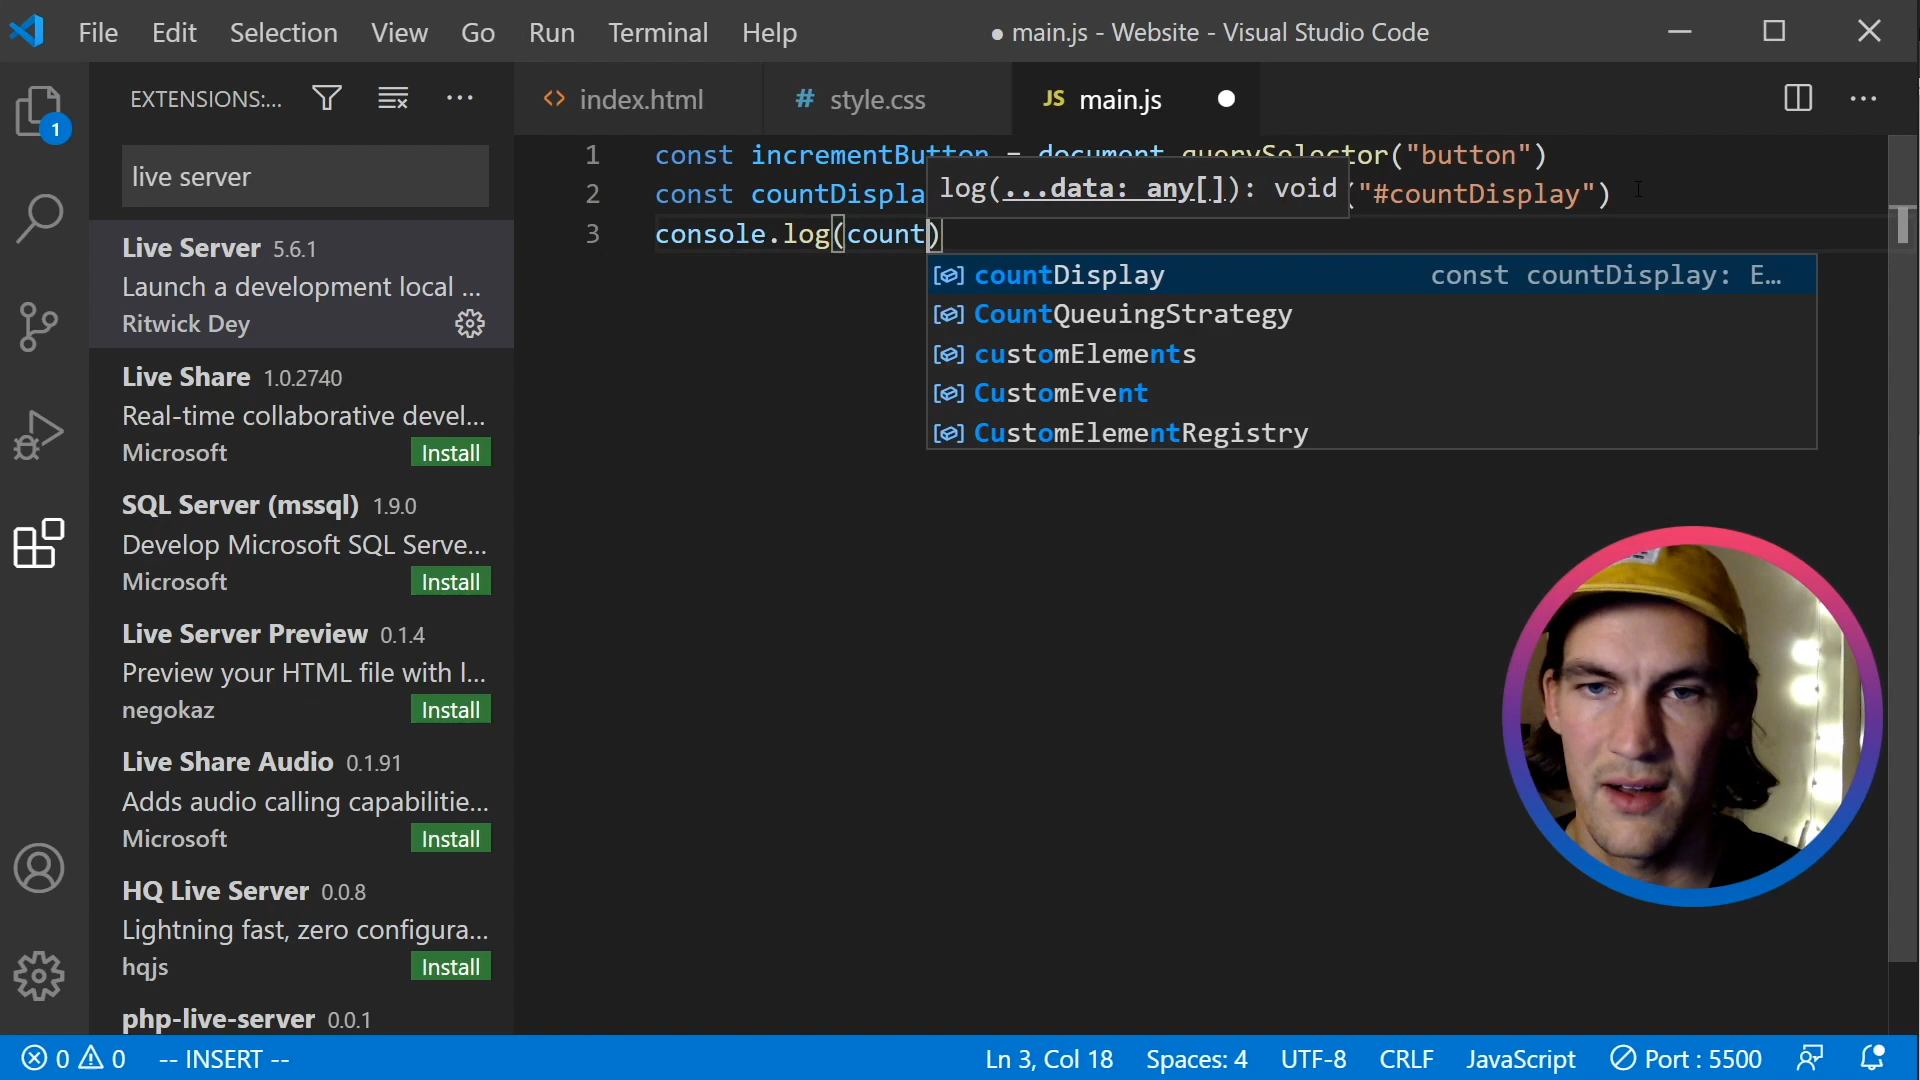 File Edit Selection View Go Run Terminal Help
● main.js - Website - Visual Studio Code
EXTENSIONS:...
index.html
# style.css
JS main.js
1
live server
Live Server 5.6.1
Launch a development local ...
Ritwick Dey
Live Share 1.0.2740
Real-time collaborative devel...
Microsoft Install
SQL Server (mssql) 1.9.0
Develop Microsoft SQL Serve...
Microsoft Install
Live Server Preview 0.1.4
Preview your HTML file with l...
negokaz Install
Live Share Audio 0.1.91
Adds audio calling capabilitie...
Microsoft Install
HQ Live Server 0.0.8
Lightning fast, zero configura...
hqjs Install
php-live-server 0.0.1
1 const incrementButton = document.querySelector("button")
2 const countDispla ("#countDisplay")
log(...data: any[]): void
3 console.log(count)
countDisplay const countDisplay: E...
CountQueuingStrategy
customElements
CustomEvent
CustomElementRegistry
0 0 -- INSERT --
Ln 3, Col 18 Spaces: 4 UTF-8 CRLF JavaScript Port : 5500